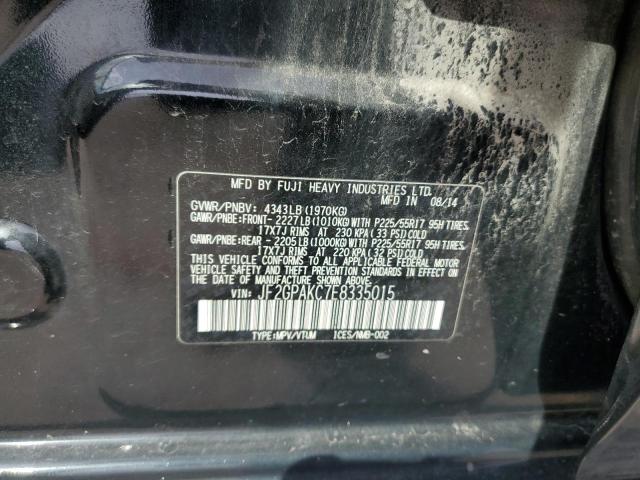 MFD BY FUJI HEAVY INDUSTRIES LTD.
MFD IN 08/14
GVWR/PNBV: 4343LB (1970KG)
GAWR/PNBE:FRONT- 2227LB (1010KG) WITH P225/55R17 95H TIRES,
17X7J RIMS AT 230 KPA (33 PSI) COLD
GAWR/PNBE:REAR - 2205LB (1000KG) WITH P225/55R17 95H TIRES,
17X7J RIMS AT 220 KPA (32 PSI) COLD
THIS VEHICLE CONFORMS TO ALL APPLICABLE FEDERAL MOTOR
VEHICLE SAFETY AND THEFT PREVENTION STANDARDS IN EFFECT
ON THE DATE OF MANUFACTURE SHOWN ABOVE.
VIN: JF2GPAKC7E8335015
TYPE:MPV/VTUM ICES/NMB-002